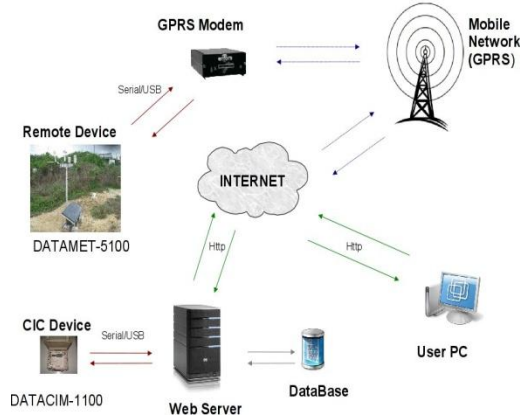 GPRS Modem
Mobile
Network
(GPRS)
Serial/USB
Remote Device
INTERNET
DATAMET-5100
Http
Http
CIC Device
Serial/USB
User PC
DataBase
DATACIM-1100
Web Server